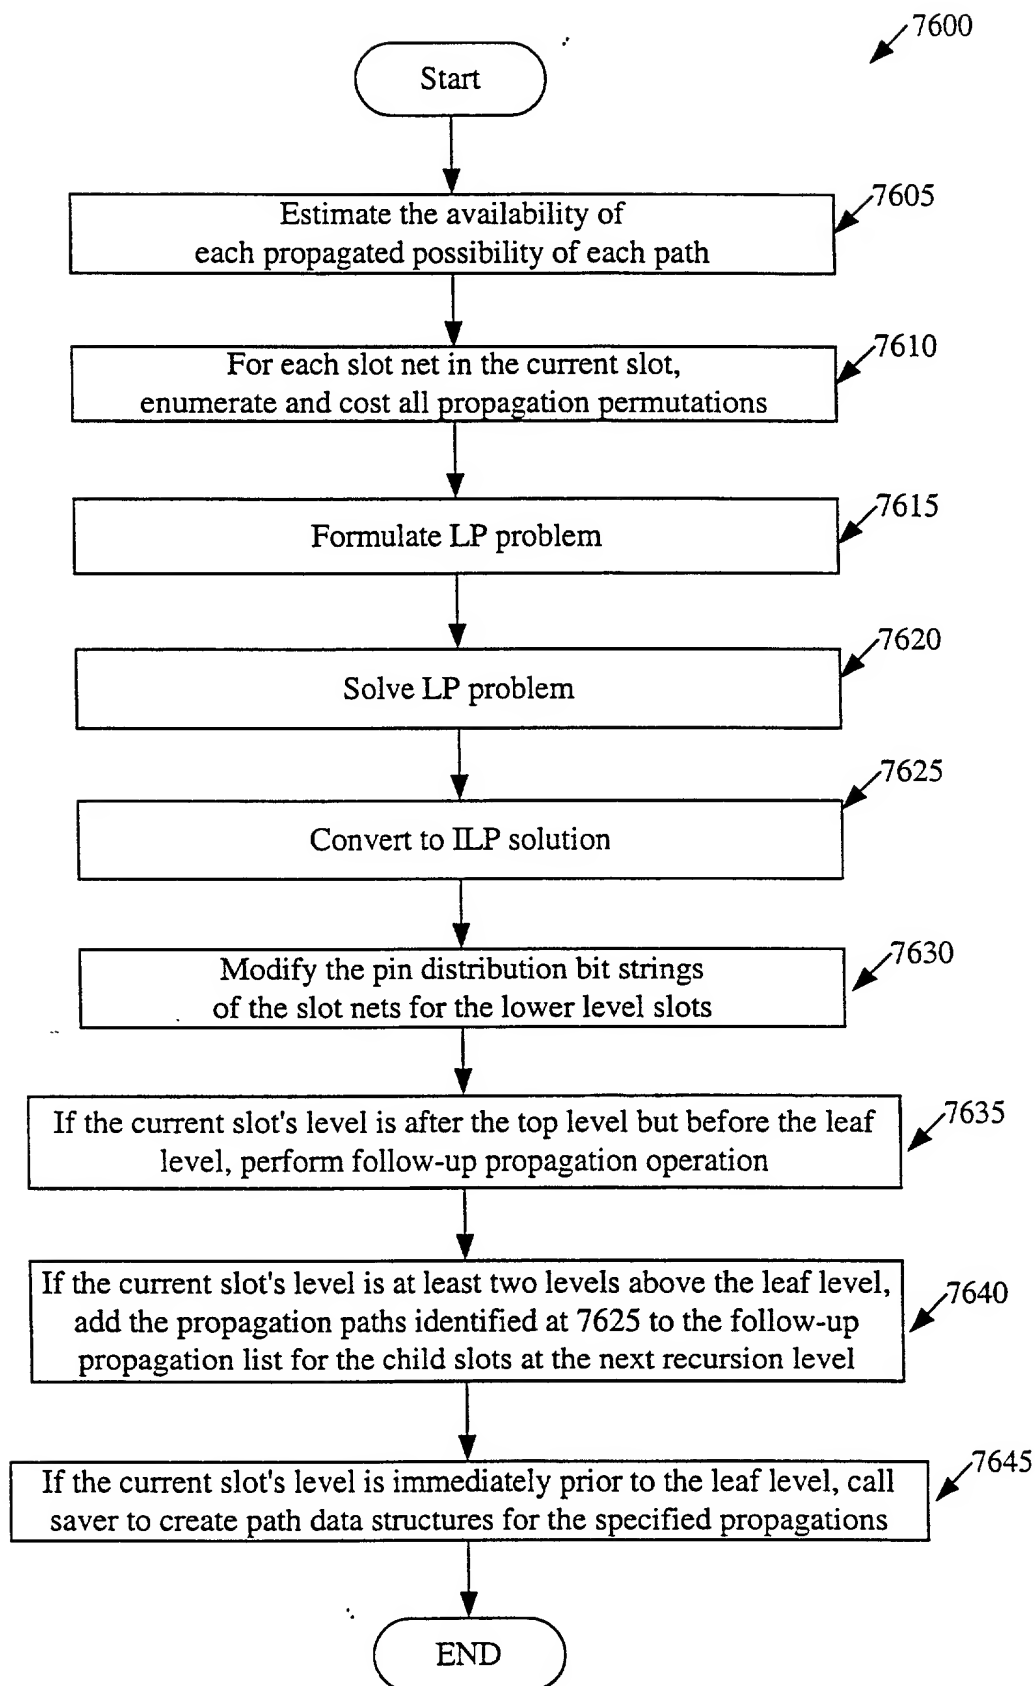 7600
Start
7605
Estimate the availability of
each propagated possibility of each path
7610
For each slot net in the current slot,
enumerate and cost all propagation permutations
7615
Formulate LP problem
7620
Solve LP problem
7625
Convert to ILP solution
7630
Modify the pin distribution bit strings
of the slot nets for the lower level slots
7635
If the current slot's level is after the top level but before the leaf
level, perform follow-up propagation operation
7640
If the current slot's level is at least two levels above the leaf level,
add the propagation paths identified at 7625 to the follow-up
propagation list for the child slots at the next recursion level
7645
If the current slot's level is immediately prior to the leaf level, call
saver to create path data structures for the specified propagations
END